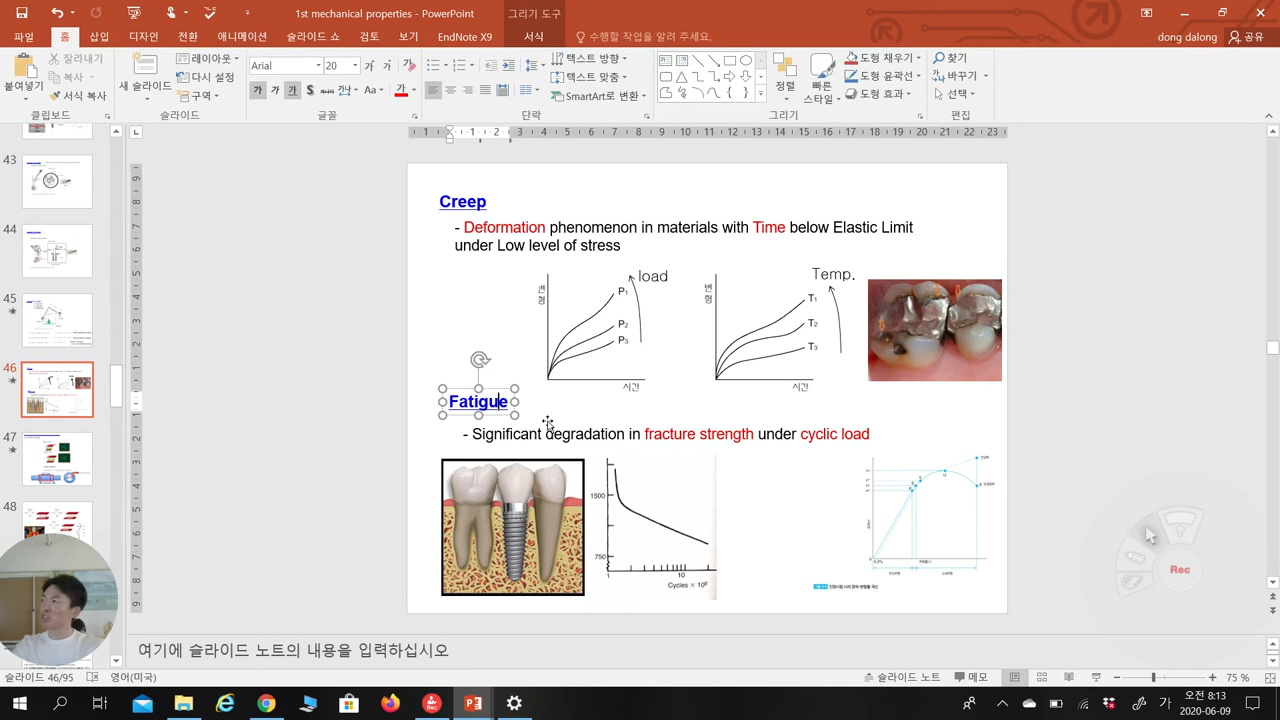 1st mechanical properties - PowerPoint
그리기 도구
dong dalong
파일
홈
삽입
디자인
전환
애니메이션
슬라이드 쇼
검토
보기
EndNote X9
서식
수행할 작업을 알려 주세요.
공유
붙여넣기
잘라내기
복사
서식 복사
클립보드
새 슬라이드
레이아웃
다시 설정
구역
슬라이드
Arial
20
글꼴
텍스트 방향
텍스트 맞춤
SmartArt로 변환
단락
정렬
빠른 스타일
도형 채우기
도형 윤곽선
도형 효과
그리기
찾기
바꾸기
선택
편집
43
44
45
46
47
48
Creep
- Deformation phenomenon in materials with Time below Elastic Limit
under Low level of stress
변형
load
P1
P2
P3
시간
변형
Temp.
T1
T2
T3
시간
Fatigue
- Significant degradation in fracture strength under cyclic load
1500
750
1
10
Cycles × 10⁶
Rec
여기에 슬라이드 노트의 내용을 입력하십시오
슬라이드 46/95
영어(미국)
슬라이드 노트
메모
75 %
오전 8:13
2020-06-09